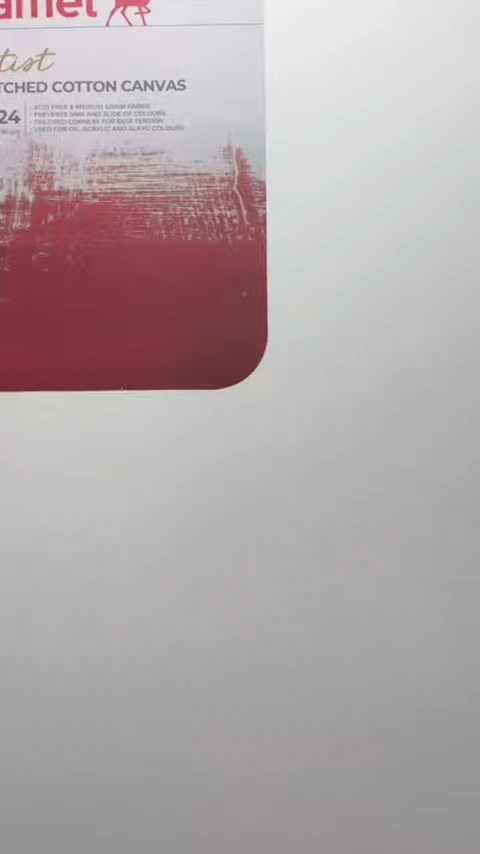 amel
tist
TCHED COTTON CANVAS
24
- ACID FREE & MEDIUM GRAIN FABRIC
- PREVENTS SINK AND SLIDE OF COLOURS
- TAILORED CORNERS FOR BEST TENSION
- USED FOR OIL, ACRYLIC AND ALKYD COLOURS